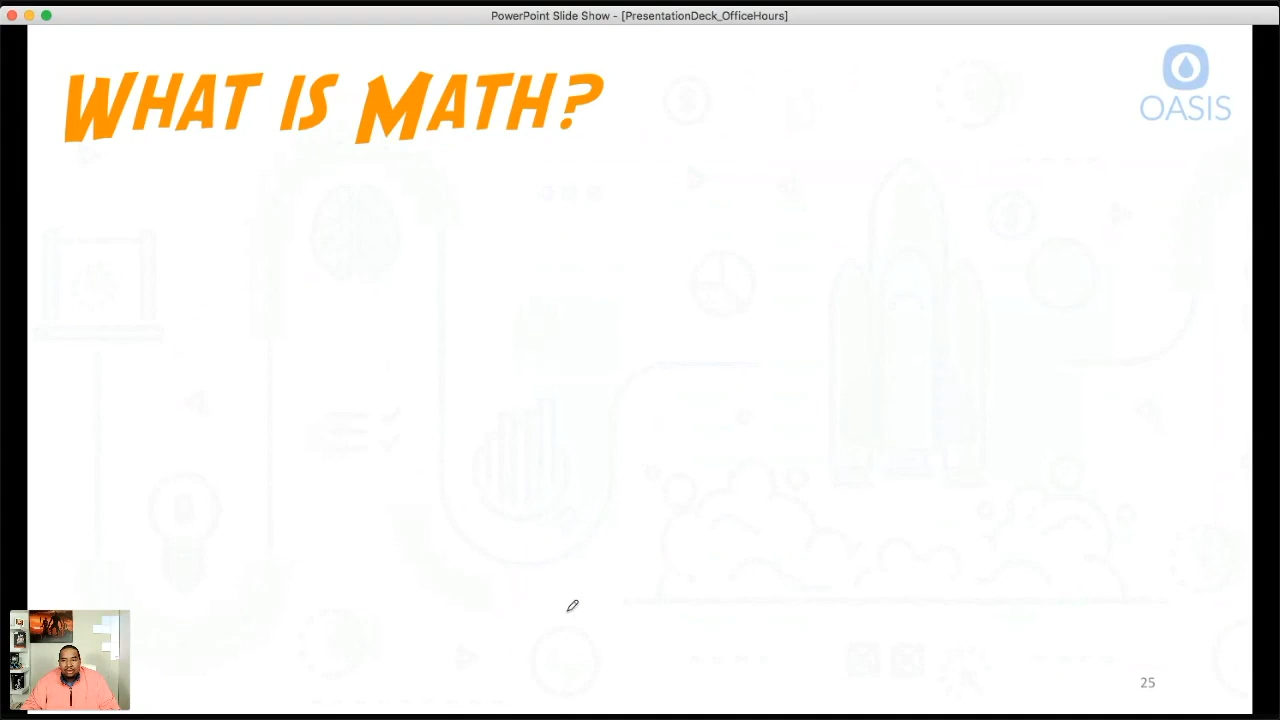 PowerPoint Slide Show - [PresentationDeck_OfficeHours]
WHAT IS MATH?
OASIS
25